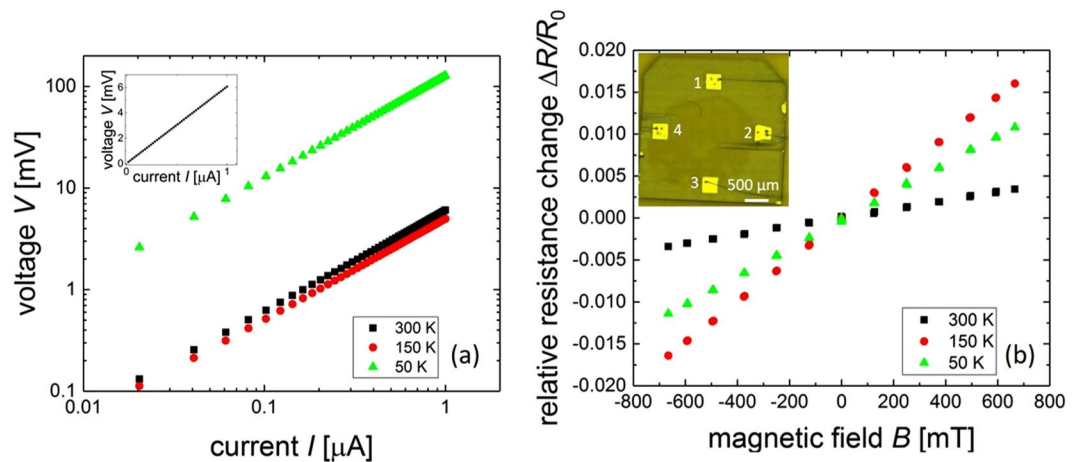 voltage V [mV]
100
10
1
0.1
0.01
0.1
1
current I [μA]
voltage V [mV]
6
4
2
0
0
1
current I [μA]
300 K
150 K
50 K
(a)
relative resistance change ΔR/R0
0.020
0.015
0.010
0.005
0.000
-0.005
-0.010
-0.015
-0.020
-800 -600 -400 -200 0 200 400 600 800
magnetic field B [mT]
1
4
2
3
500 μm
300 K
150 K
50 K
(b)